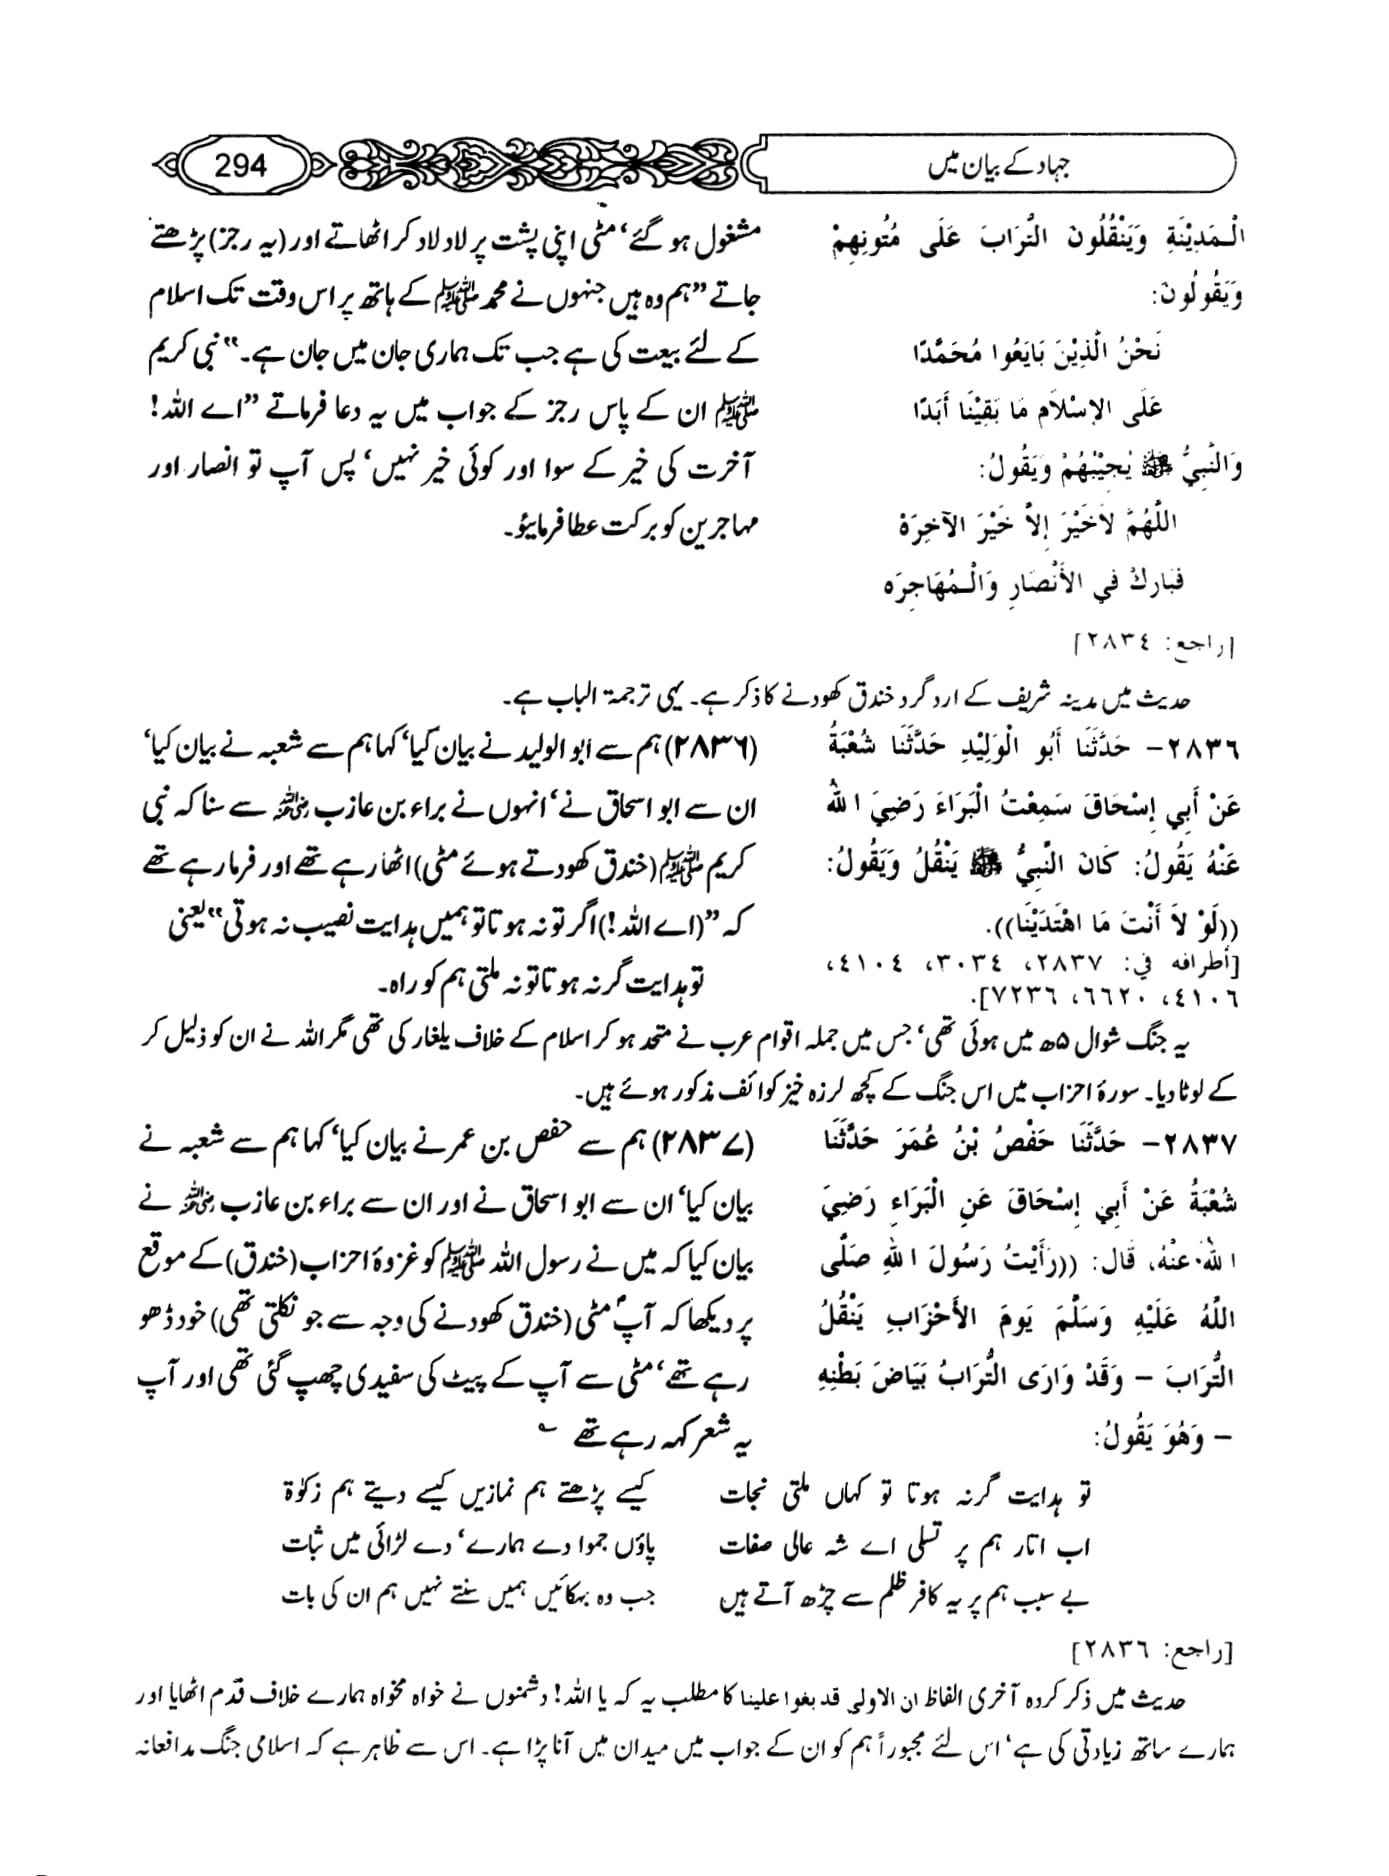 جہاد کے بیان میں
294
الْمَدِيْنَةِ وَيَنْقُلُونَ التُّرَابَ عَلَى مُتُونِهِمْ
وَيَقُولُونَ:
نَحْنُ الَّذِيْنَ بَايَعُوا مُحَمَّدًا
عَلَى الإِسْلاَمِ مَا بَقِيْنَا أَبَدًا
وَالنَّبِيُّ ﷺ يُجِيْبُهُمْ وَيَقُولُ:
اللَّهُمَّ لاَخَيْرَ إِلاَّ خَيْرَ الآخِرَهْ
فَبَارِكْ فِي الأَنْصَارِ وَالْمُهَاجِرَه
[راجع: ٢٨٣٤]
مشغول ہو گئے‘ مٹی اپنی پشت پر لاد لاد کر اٹھاتے اور (یہ رجز) پڑھتے
جاتے ”ہم وہ ہیں جنہوں نے محمد ﷺ کے ہاتھ پر اس وقت تک اسلام
کے لئے بیعت کی ہے جب تک ہماری جان میں جان ہے۔“ نبی کریم
ﷺ ان کے پاس رجز کے جواب میں یہ دعا فرماتے ”اے اللہ!
آخرت کی خیر کے سوا اور کوئی خیر نہیں‘ پس آپ تو انصار اور
مہاجرین کو برکت عطا فرمائیو۔
حدیث میں مدینہ شریف کے ارد گرد خندق کھودنے کا ذکر ہے۔ یہی ترجمۃ الباب ہے۔
٢٨٣٦- حَدَّثَنَا أَبُو الْوَلِيْدِ حَدَّثَنَا شُعْبَةُ
عَنْ أَبِي إِسْحَاقَ سَمِعْتُ الْبَرَاءَ رَضِيَ اللهُ
عَنْهُ يَقُولُ: كَانَ النَّبِيُّ ﷺ يَنْقُلُ وَيَقُولُ:
((لَوْ لاَ أَنْتَ مَا اهْتَدَيْنَا)).
[أطرافه في: ٢٨٣٧، ٣٠٣٤، ٤١٠٤،
٤١٠٦، ٦٦٢٠، ٧٢٣٦].
(۲۸۳۶) ہم سے ابوالولید نے بیان کیا‘ کہا ہم سے شعبہ نے بیان کیا‘
ان سے ابو اسحاق نے‘ انہوں نے براء بن عازب رضی اللہ عنہ سے سنا کہ نبی
کریم ﷺ (خندق کھودتے ہوئے مٹی) اٹھا رہے تھے اور فرما رہے تھے
کہ ”(اے اللہ!) اگر تو نہ ہوتا تو ہمیں ہدایت نصیب نہ ہوتی“ یعنی
تو ہدایت گر نہ ہوتا تو نہ ملتی ہم کو راہ۔
یہ جنگ شوال ۵ھ میں ہوئی تھی‘ جس میں جملہ اقوام عرب نے متحد ہو کر اسلام کے خلاف یلغار کی تھی مگر اللہ نے ان کو ذلیل کر
کے لوٹا دیا۔ سورۂ احزاب میں اس جنگ کے کچھ لرزہ خیز کوائف مذکور ہوئے ہیں۔
٢٨٣٧- حَدَّثَنَا حَفْصُ بْنُ عُمَرَ حَدَّثَنَا
شُعْبَةُ عَنْ أَبِي إِسْحَاقَ عَنِ الْبَرَاءِ رَضِيَ
اللهُ عَنْهُ، قَالَ: ((رَأَيْتُ رَسُولَ اللهِ صَلَّى
اللَّهُ عَلَيْهِ وَسَلَّمَ يَومَ الأَحْزَابِ يَنْقُلُ
التُّرَابَ – وَقَدْ وَارَى التُّرَابُ بَيَاضَ بَطْنِهِ
– وَهُوَ يَقُولُ:
(۲۸۳۷) ہم سے حفص بن عمر نے بیان کیا‘ کہا ہم سے شعبہ نے
بیان کیا‘ ان سے ابو اسحاق نے اور ان سے براء بن عازب رضی اللہ عنہ نے
بیان کیا کہ میں نے رسول اللہ ﷺ کو غزوۂ احزاب (خندق) کے موقع
پر دیکھا کہ آپؐ مٹی (خندق کھودنے کی وجہ سے جو نکلتی تھی) خود ڈھو
رہے تھے‘ مٹی سے آپ کے پیٹ کی سفیدی چھپ گئی تھی اور آپ
یہ شعر کہہ رہے تھے ؎
تو ہدایت گر نہ ہوتا تو کہاں ملتی نجات کیسے پڑھتے ہم نمازیں کیسے دیتے ہم زکوٰۃ
اب اتار ہم پر تسلی اے شہ عالی صفات پاؤں جموا دے ہمارے‘ دے لڑائی میں ثبات
بے سبب ہم پر یہ کافر ظلم سے چڑھ آتے ہیں جب وہ بہکائیں ہمیں سنتے نہیں ہم ان کی بات
[راجع: ٢٨٣٦]
حدیث میں ذکر کردہ آخری الفاظ ان الاولی قد بغوا علینا کا مطلب یہ کہ یا اللہ! دشمنوں نے خواہ مخواہ ہمارے خلاف قدم اٹھایا اور
ہمارے ساتھ زیادتی کی ہے‘ اس لئے مجبوراً ہم کو ان کے جواب میں میدان میں آنا پڑا ہے۔ اس سے ظاہر ہے کہ اسلامی جنگ مدافعانہ